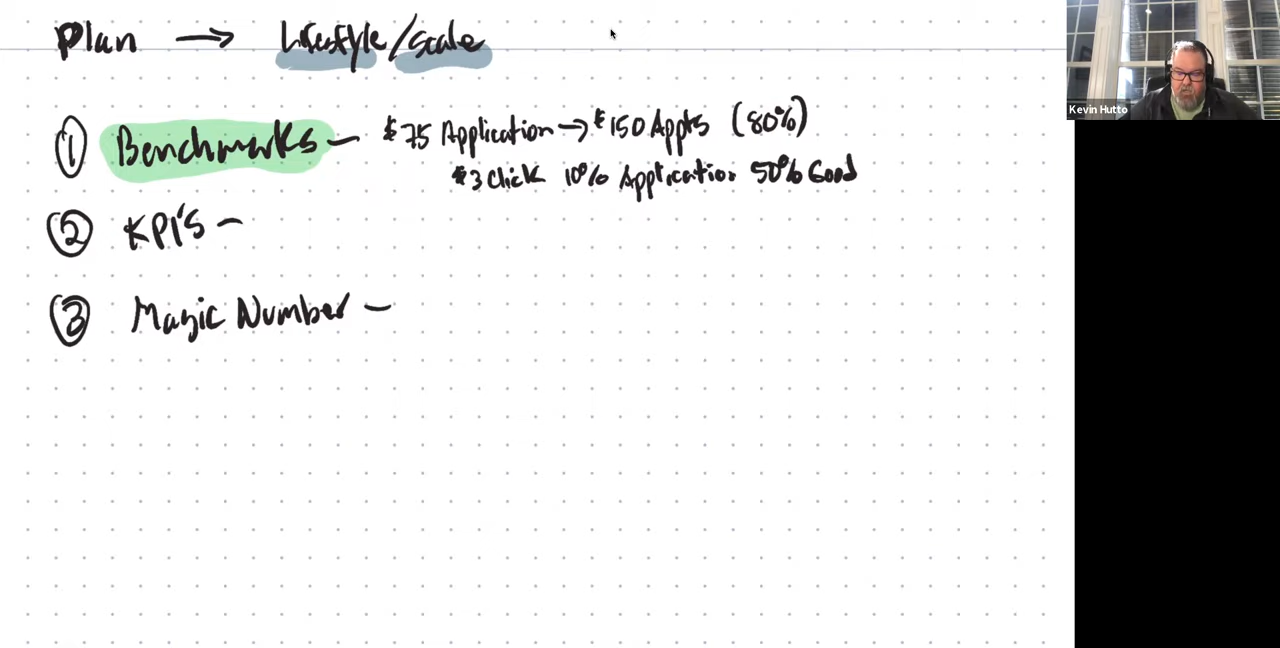 Plan → Lifestyle/Scale
① Benchmarks - $75 Application → $150 Appts (80%)
$3 Click 10% Application 50% Good
② KPI's -
③ Magic Number -
Kevin Hutto